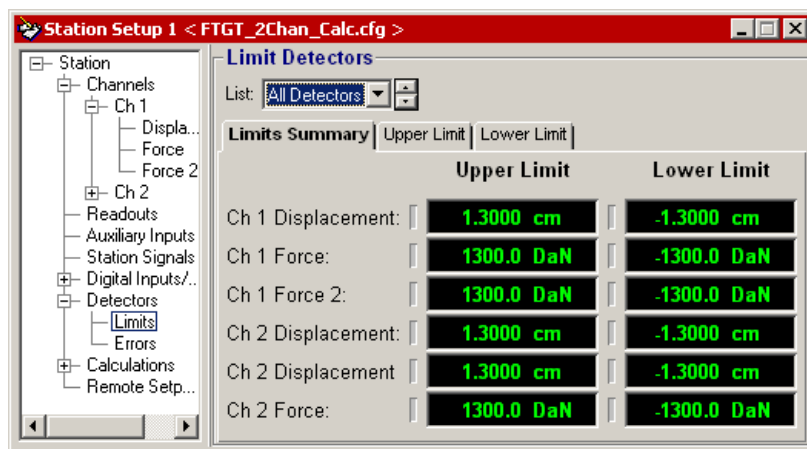 Station Setup 1 < FTGT_2Chan_Calc.cfg >
Station
Channels
Ch 1
Displa...
Force
Force 2
Ch 2
Readouts
Auxiliary Inputs
Station Signals
Digital Inputs/..
Detectors
Limits
Errors
Calculations
Remote Setp...
Limit Detectors
List: All Detectors
Limits Summary Upper Limit Lower Limit
Upper Limit Lower Limit
Ch 1 Displacement: 1.3000 cm -1.3000 cm
Ch 1 Force: 1300.0 DaN -1300.0 DaN
Ch 1 Force 2: 1300.0 DaN -1300.0 DaN
Ch 2 Displacement: 1.3000 cm -1.3000 cm
Ch 2 Displacement 1.3000 cm -1.3000 cm
Ch 2 Force: 1300.0 DaN -1300.0 DaN